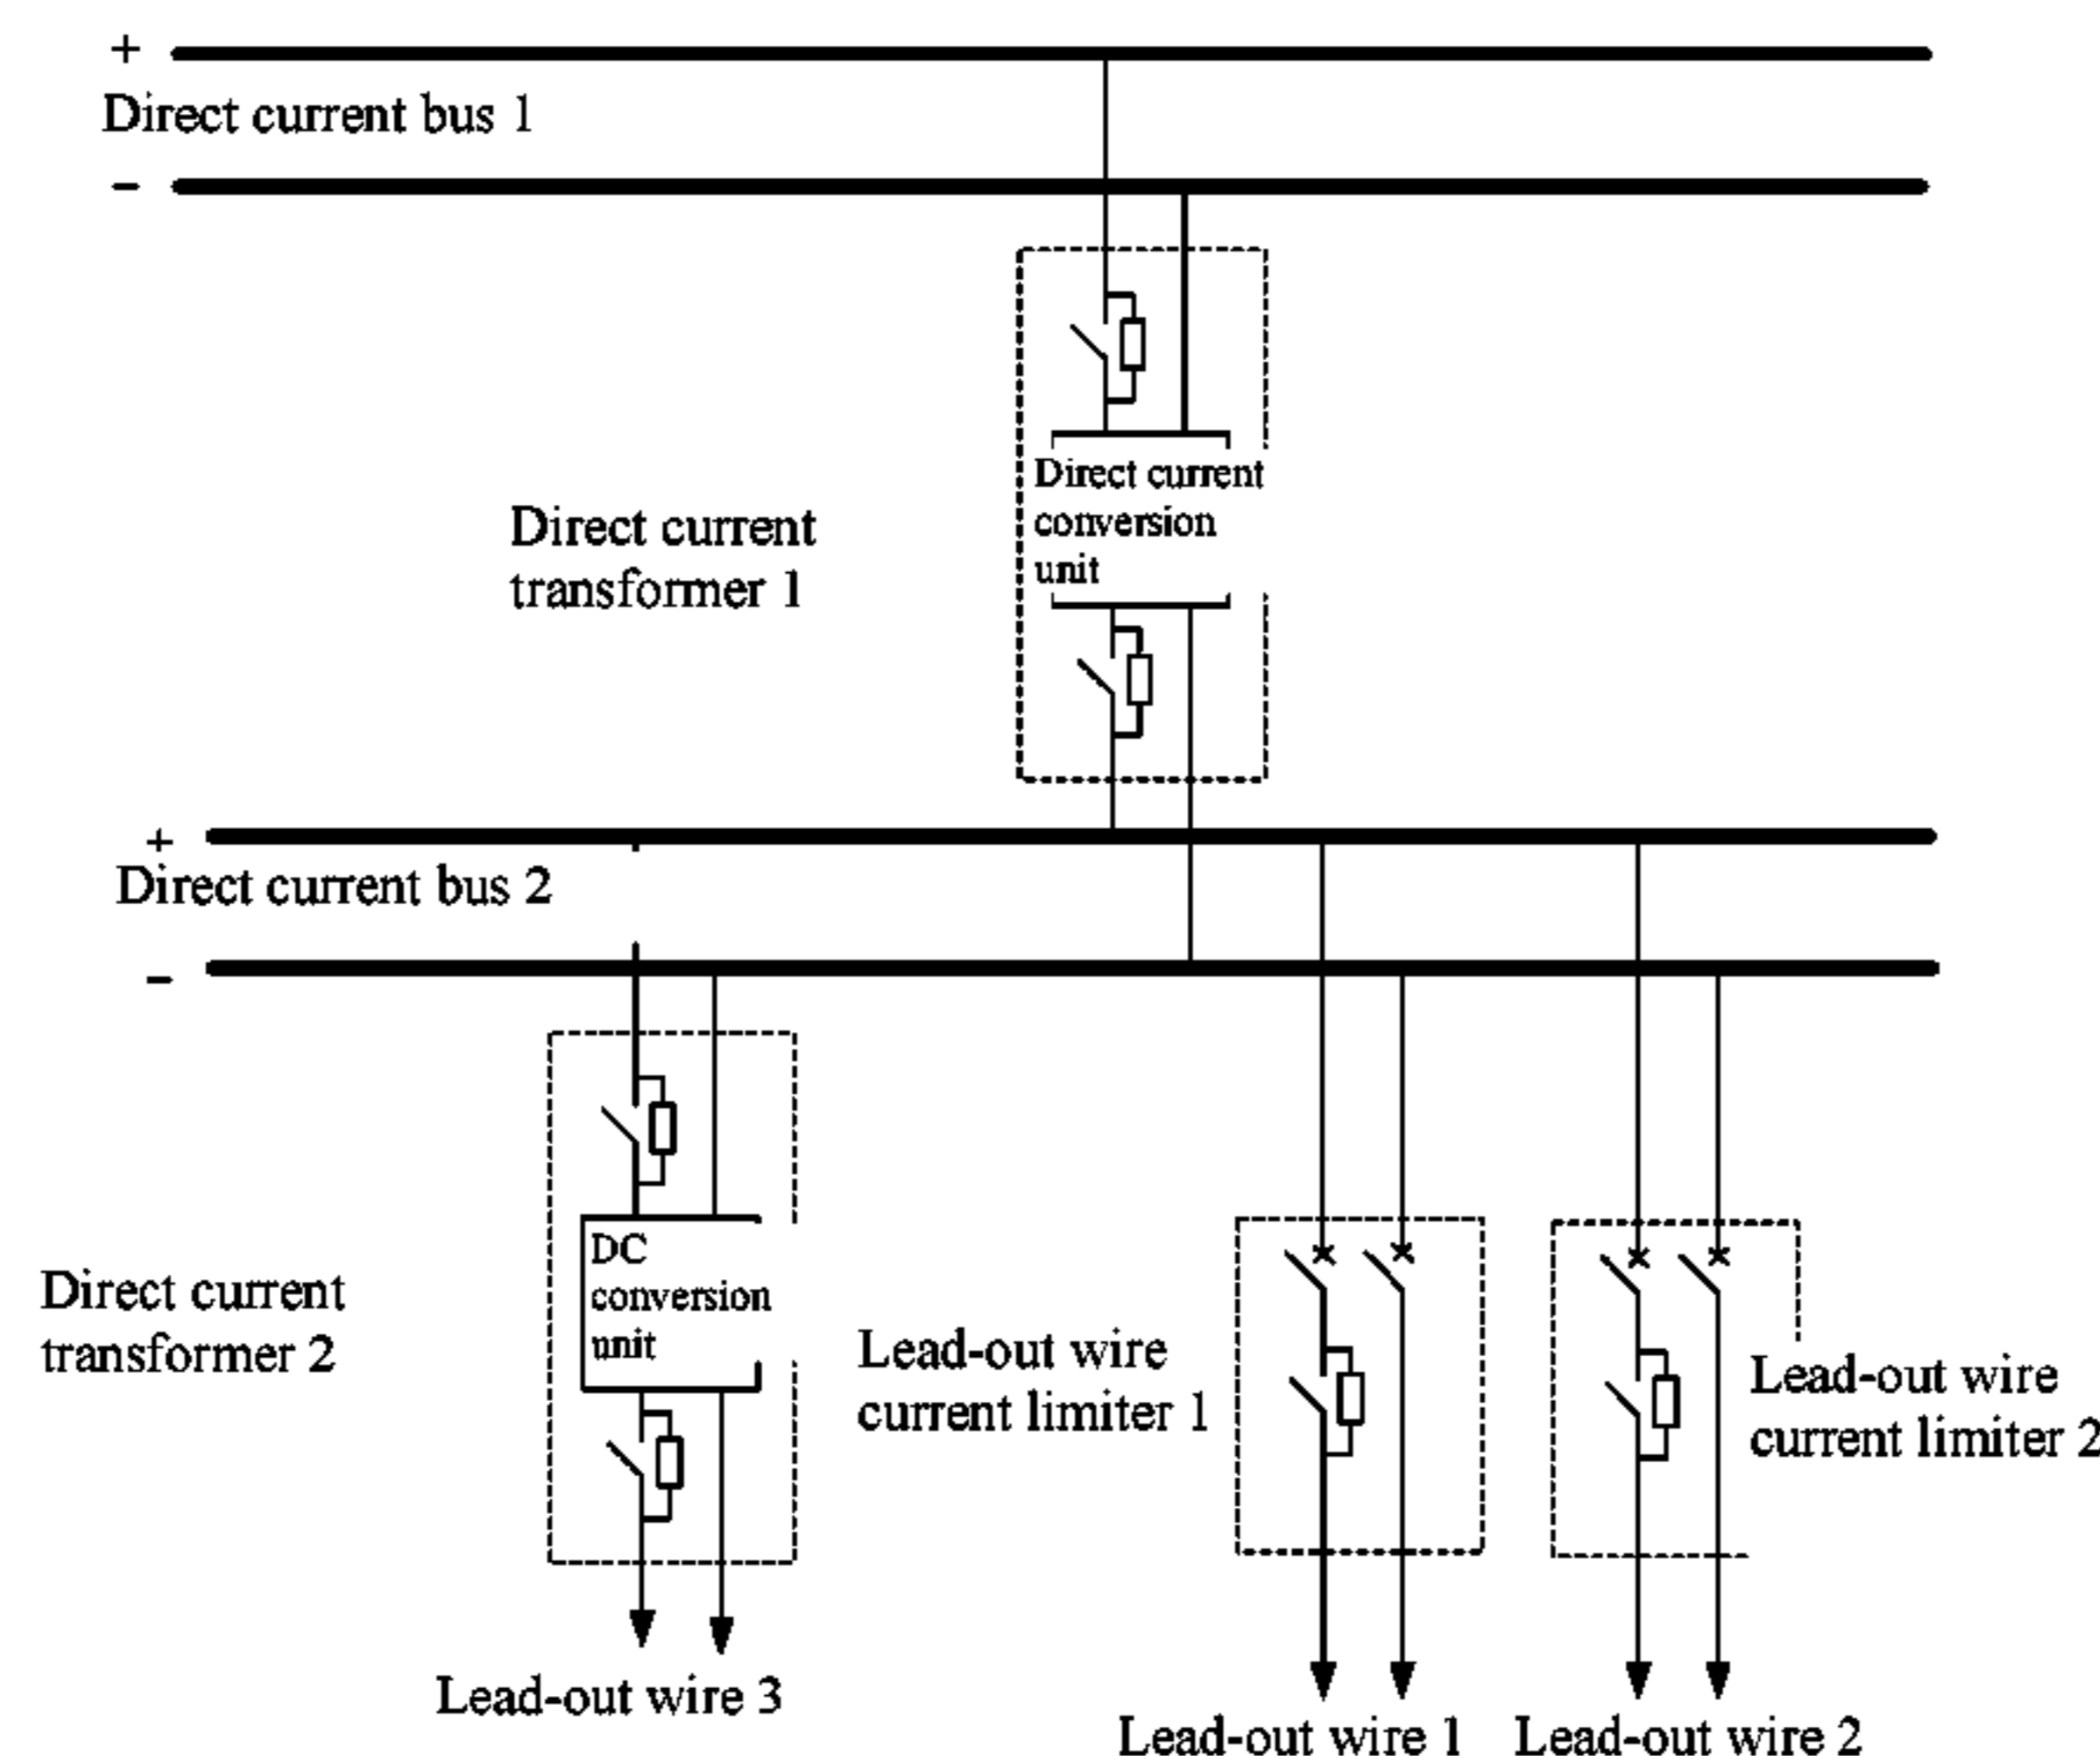 +
Direct current bus 1
-
Direct current
conversion
unit
Direct current
transformer 1
+
Direct current bus 2
-
DC
conversion
unit
Direct current
transformer 2
Lead-out wire
current limiter 1
Lead-out wire
current limiter 2
Lead-out wire 3
Lead-out wire 1
Lead-out wire 2